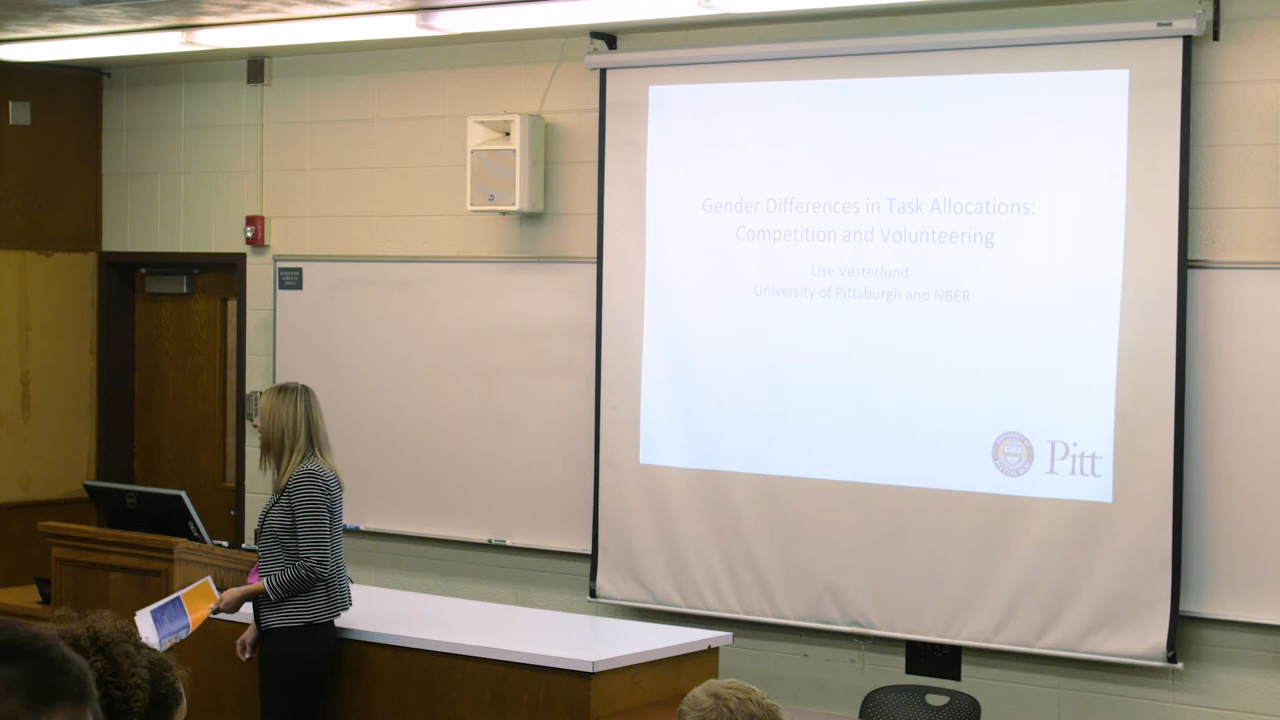 Gender Differences in Task Allocations:
Competition and Volunteering
Lise Vesterlund
University of Pittsburgh and NBER
Pitt